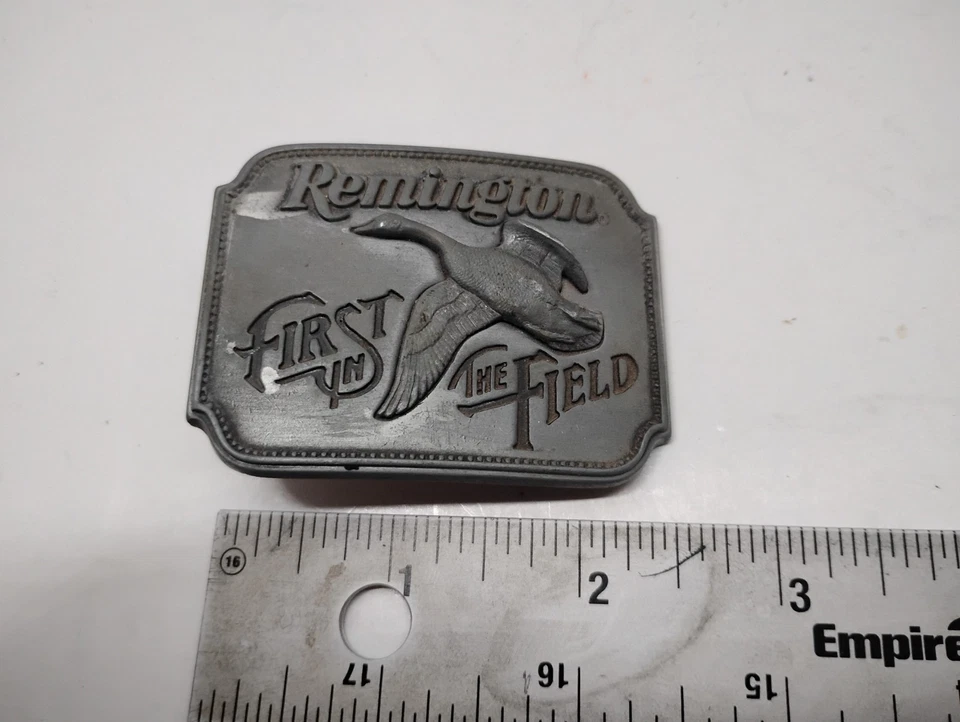 Remington
FIRST
IN
THE FIELD
16
1
2
3
Empire
17
16
15